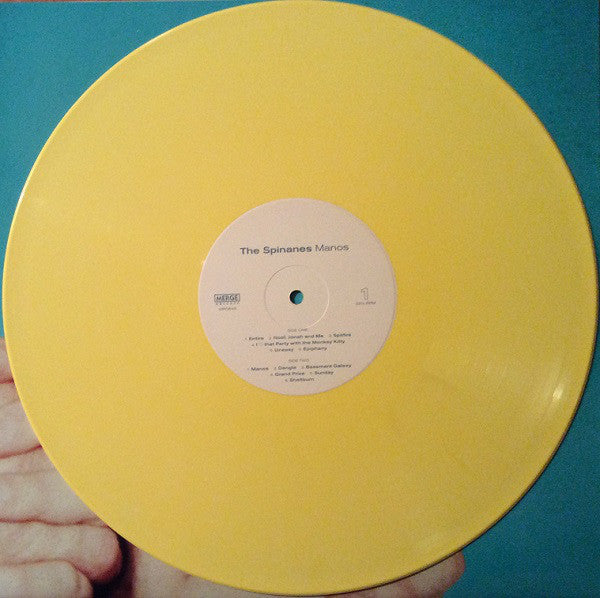 The Spinanes Manos
MERGE
RECORDS
1
SIDE ONE
Entire Noel, Jonah and Me Spitfire
I that Party with the Monkey Kitty
Uneasy Epiphany
SIDE TWO
Manos Dangle Basement Galaxy
Grand Prize Sunday
Shellburn